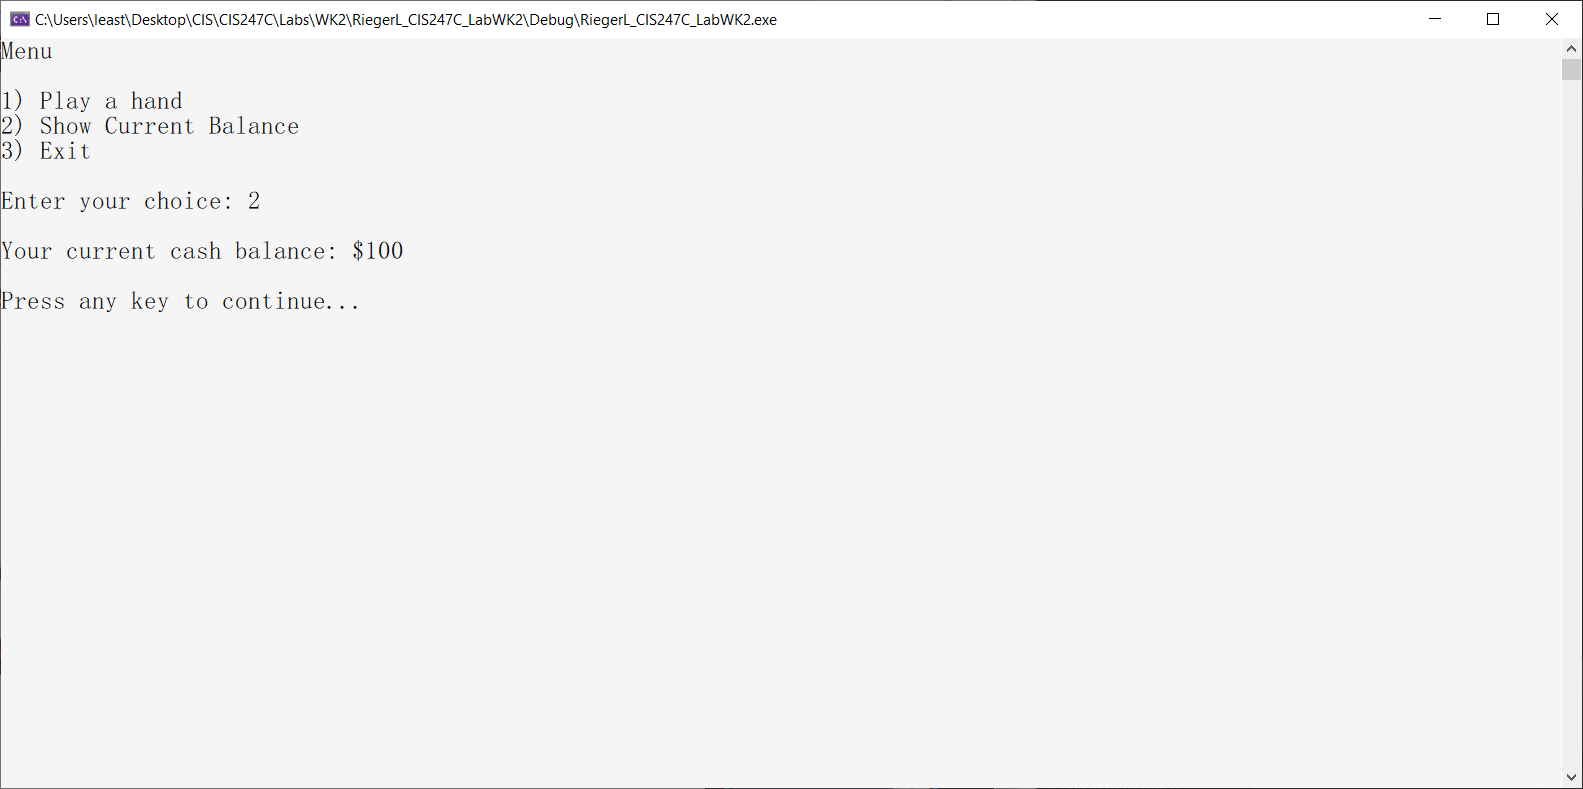 C:\Users\least\Desktop\CIS\CIS247C\Labs\WK2\RiegerL_CIS247C_LabWK2\Debug\RiegerL_CIS247C_LabWK2.exe
Menu
1) Play a hand
2) Show Current Balance
3) Exit
Enter your choice: 2
Your current cash balance: $100
Press any key to continue...